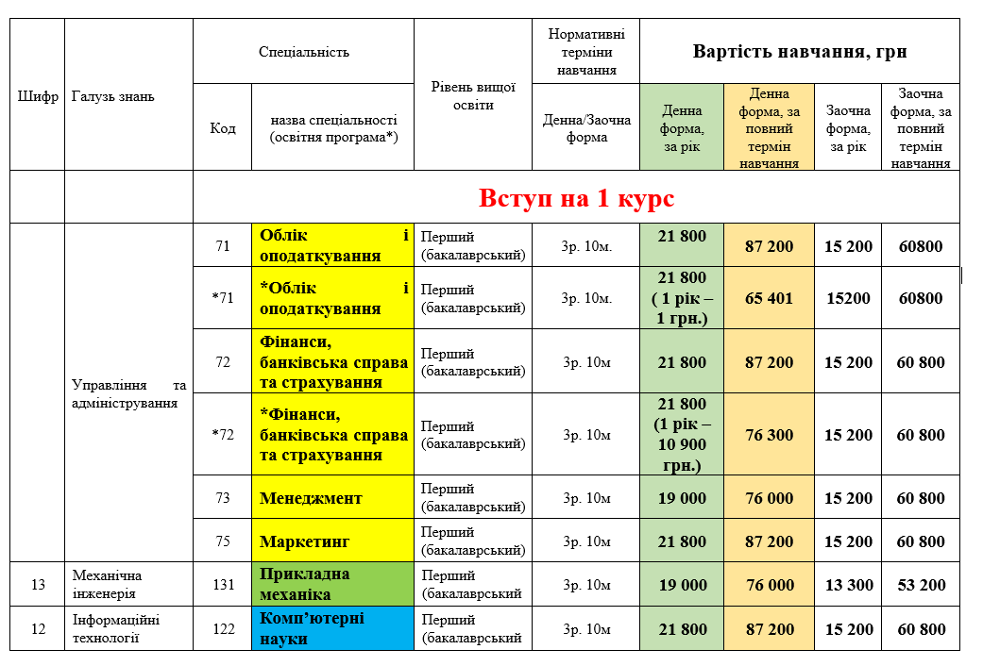 Шифр
Галузь знань
Спеціальність
Рівень вищої
освіти
Нормативні
терміни
навчання
Вартість навчання, грн
Код
назва спеціальності
(освітня програма*)
Денна/Заочна
форма
Денна
форма,
за рік
Денна
форма, за
повний
термін
навчання
Заочна
форма,
за рік
Заочна
форма, за
повний
термін
навчання
Вступ на 1 курс
Управління та
адміністрування
71
Облік і
оподаткування
Перший
(бакалаврський)
3р. 10м.
21 800
87 200
15 200
60800
*71
*Облік і
оподаткування
Перший
(бакалаврський)
3р. 10м.
21 800
( 1 рік –
1 грн.)
65 401
15200
60800
72
Фінанси,
банківська справа
та страхування
Перший
(бакалаврський)
3р. 10м
21 800
87 200
15 200
60 800
*72
*Фінанси,
банківська справа
та страхування
Перший
(бакалаврський)
3р. 10м
21 800
(1 рік –
10 900
грн.)
76 300
15 200
60 800
73
Менеджмент
Перший
(бакалаврський)
3р. 10м
19 000
76 000
15 200
60 800
75
Маркетинг
Перший
(бакалаврський)
3р. 10м
21 800
87 200
15 200
60 800
13
Механічна
інженерія
131
Прикладна
механіка
Перший
(бакалаврський
3р. 10м
19 000
76 000
13 300
53 200
12
Інформаційні
технології
122
Комп’ютерні
науки
Перший
(бакалаврський
3р. 10м
21 800
87 200
15 200
60 800